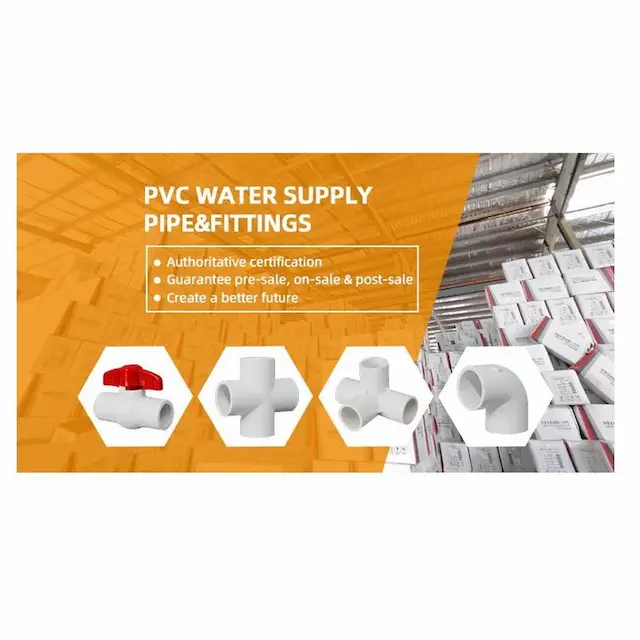 PVC WATER SUPPLY
PIPE&FITTINGS
Authoritative certification
Guarantee pre-sale, on-sale & post-sale
Create a better future